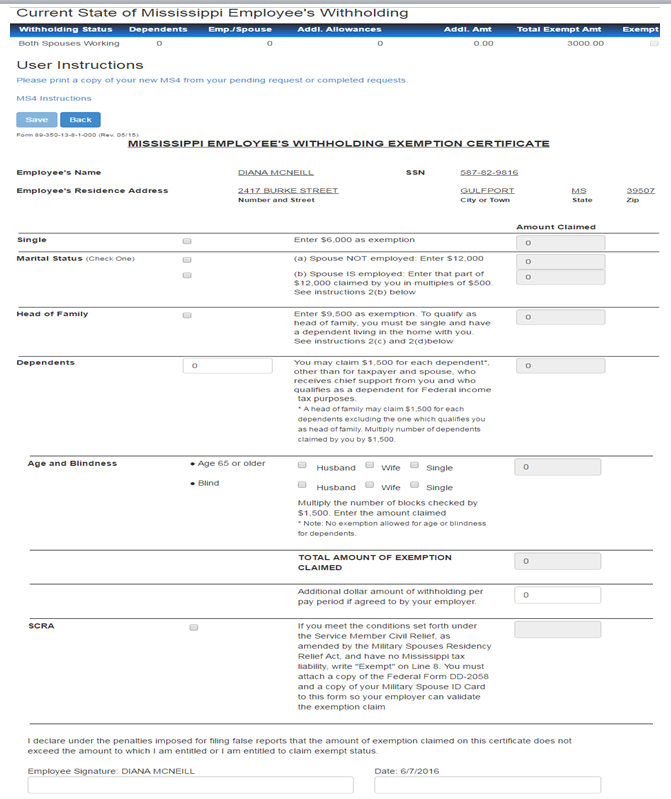 Current State of Mississippi Employee's Withholding
Withholding Status Dependents Emp./Spouse Addl. Allowances Addl. Amt Total Exempt Amt Exempt
Both Spouses Working 0 0 0 0.00 3000.00
User Instructions
Please print a copy of your new MS4 from your pending request or completed requests.
MS4 Instructions
Save Back
Form 89-350-13-8-1-000 (Rev. 05/15)
MISSISSIPPI EMPLOYEE'S WITHHOLDING EXEMPTION CERTIFICATE
Employee's Name DIANA MCNEILL SSN 587-82-9816
Employee's Residence Address 2417 BURKE STREET GULFPORT MS 39507
Number and Street City or Town State Zip
Amount Claimed
Single Enter $6,000 as exemption 0
Marital Status (Check One) (a) Spouse NOT employed: Enter $12,000 0
(b) Spouse IS employed: Enter that part of 0
$12,000 claimed by you in multiples of $500.
See instructions 2(b) below
Head of Family Enter $9,500 as exemption. To qualify as 0
head of family, you must be single and have
a dependent living in the home with you.
See instructions 2(c) and 2(d)below
Dependents 0 You may claim $1,500 for each dependent*, 0
other than for taxpayer and spouse, who
receives chief support from you and who
qualifies as a dependent for Federal income
tax purposes.
* A head of family may claim $1,500 for each
dependents excluding the one which qualifies you
as head of family. Multiply number of dependents
claimed by you by $1,500.
Age and Blindness • Age 65 or older Husband Wife Single 0
• Blind Husband Wife Single
Multiply the number of blocks checked by
$1,500. Enter the amount claimed
* Note: No exemption allowed for age or blindness
for dependents.
TOTAL AMOUNT OF EXEMPTION 0
CLAIMED
Additional dollar amount of withholding per 0
pay period if agreed to by your employer.
SCRA If you meet the conditions set forth under
the Service Member Civil Relief, as
amended by the Military Spouses Residency
Relief Act, and have no Mississippi tax
liability, write "Exempt" on Line 8. You must
attach a copy of the Federal Form DD-2058
and a copy of your Military Spouse ID Card
to this form so your employer can validate
the exemption claim
I declare under the penalties imposed for filing false reports that the amount of exemption claimed on this certificate does not
exceed the amount to which I am entitled or I am entitled to claim exempt status.
Employee Signature: DIANA MCNEILL Date: 6/7/2016